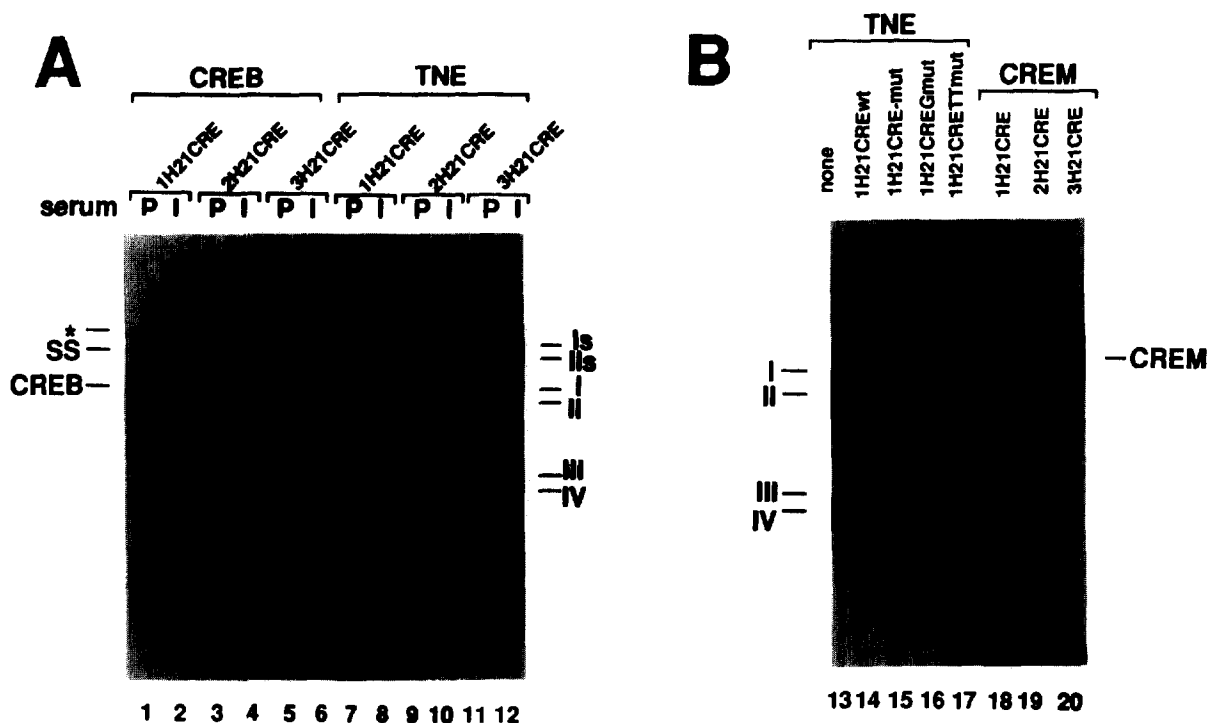 A
CREB TNE
1H21CRE 2H21CRE 3H21CRE 1H21CRE 2H21CRE 3H21CRE
serum P I P I P I P I P I P I
*
SS
CREB
Is
IIs
I
II
III
IV
1 2 3 4 5 6 7 8 9 10 11 12
B
TNE
CREM
none 1H21CREwt 1H21CRE-mut 1H21CREGmut 1H21CRETTmut 1H21CRE 2H21CRE 3H21CRE
I
II
III
IV
CREM
13 14 15 16 17 18 19 20